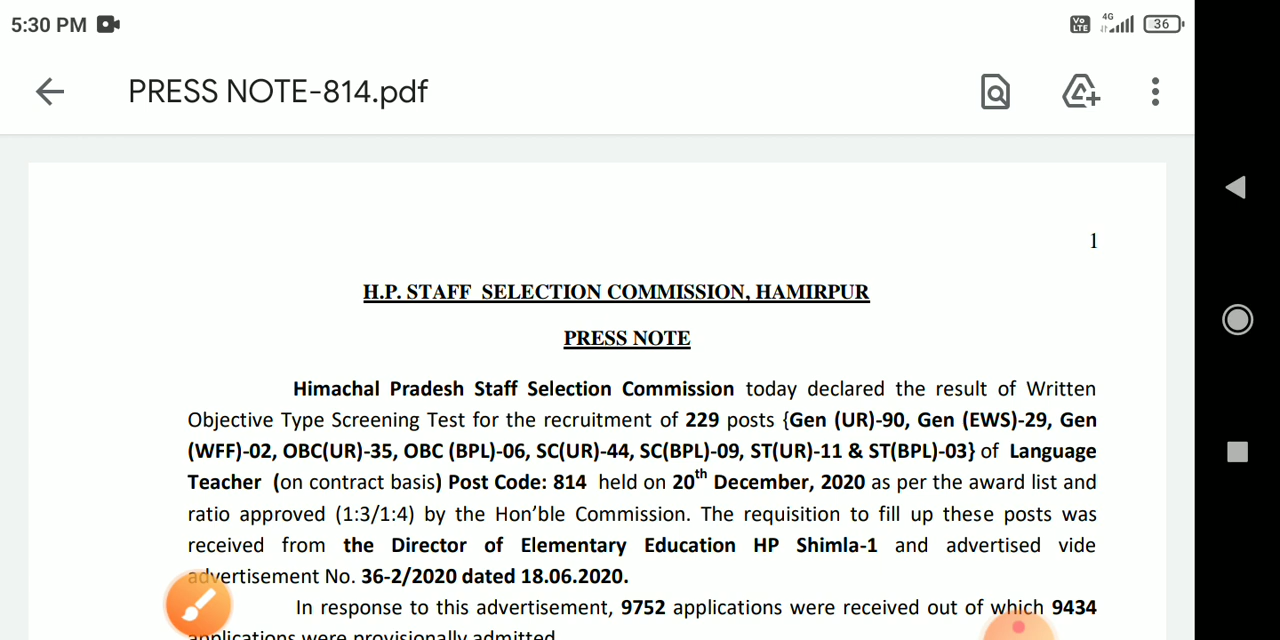 5:30 PM
Vo LTE 4G 36
PRESS NOTE-814.pdf
1
H.P. STAFF SELECTION COMMISSION, HAMIRPUR
PRESS NOTE
Himachal Pradesh Staff Selection Commission today declared the result of Written
Objective Type Screening Test for the recruitment of 229 posts {Gen (UR)-90, Gen (EWS)-29, Gen
(WFF)-02, OBC(UR)-35, OBC (BPL)-06, SC(UR)-44, SC(BPL)-09, ST(UR)-11 & ST(BPL)-03} of Language
Teacher (on contract basis) Post Code: 814 held on 20th December, 2020 as per the award list and
ratio approved (1:3/1:4) by the Hon'ble Commission. The requisition to fill up these posts was
received from the Director of Elementary Education HP Shimla-1 and advertised vide
advertisement No. 36-2/2020 dated 18.06.2020.
In response to this advertisement, 9752 applications were received out of which 9434
applications were provisionally admitted